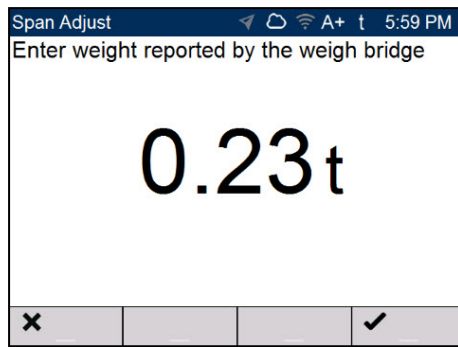 Span Adjust A+ t 5:59 PM
Enter weight reported by the weigh bridge
0.23 t